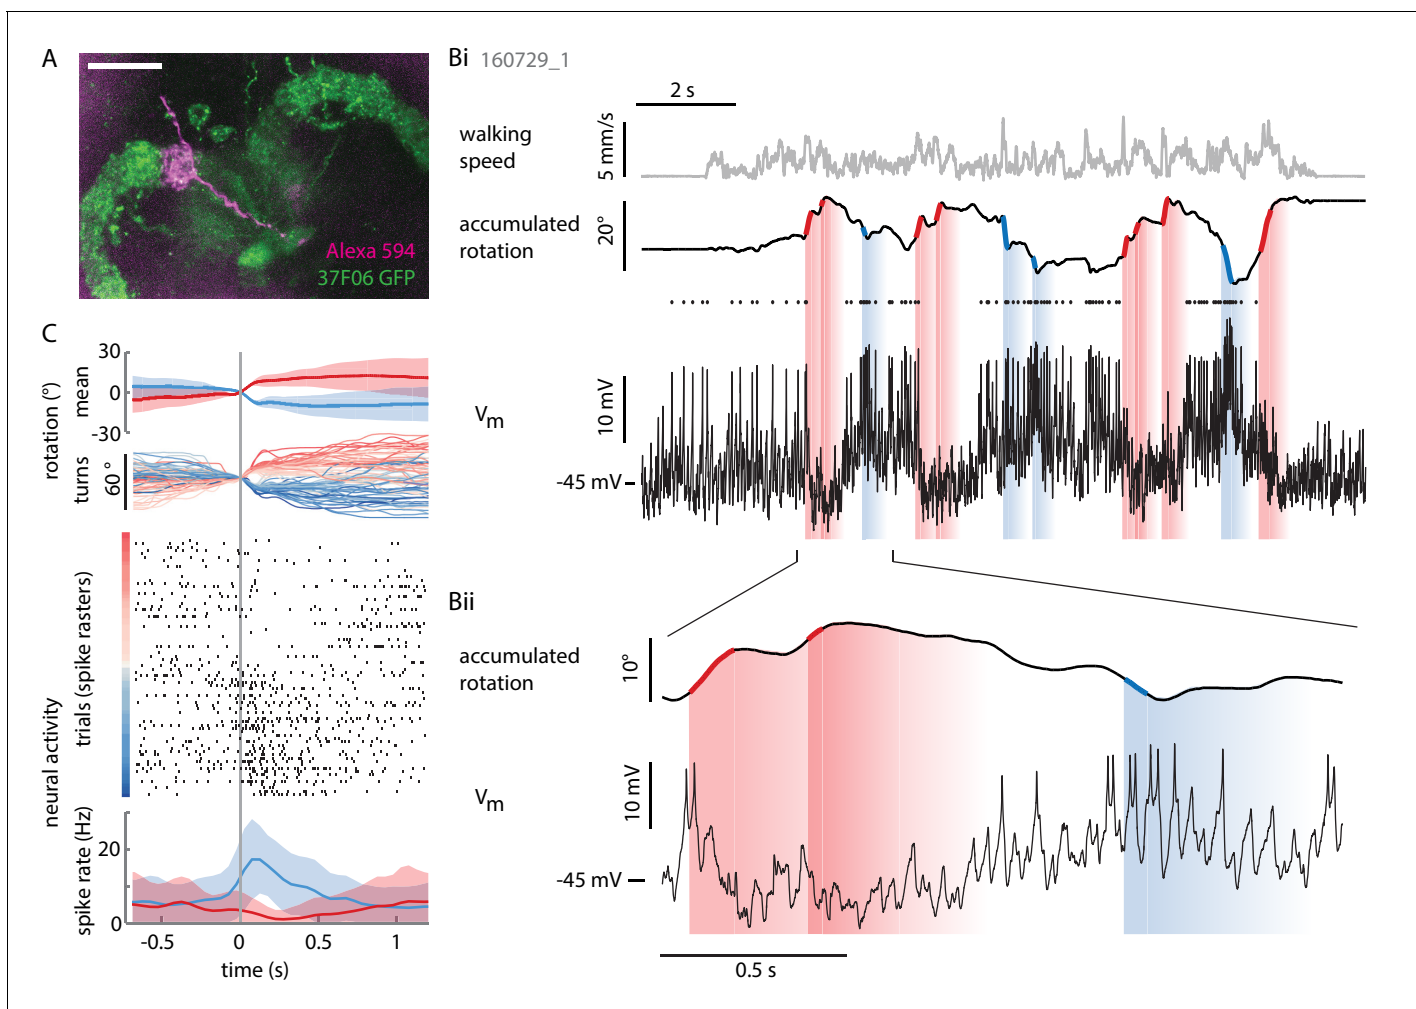 A
Alexa 594
37F06 GFP
Bi 160729_1
2 s
walking
speed
5 mm/s
accumulated
rotation
20°
Vm
10 mV
-45 mV
C
rotation (°)
mean
30
0
-30
turns
60°
neural activity
trials (spike rasters)
spike rate (Hz)
20
0
-0.5 0 0.5 1
time (s)
Bii
accumulated
rotation
10°
Vm
10 mV
-45 mV
0.5 s